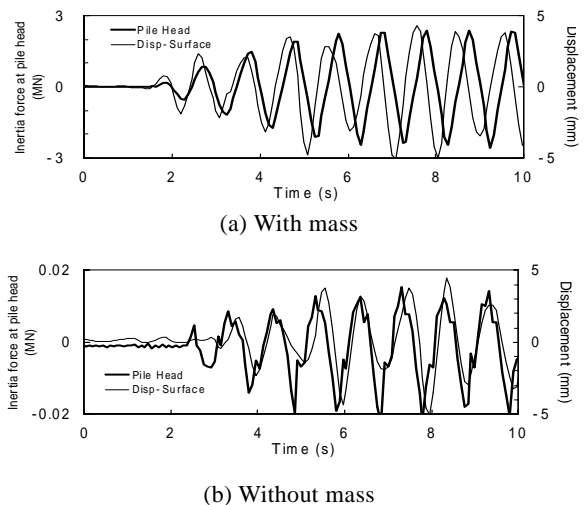 3
0
-3
Inertia force at pile head
(MN)
Pile Head
Disp-Surface
5
0
-5
Displacement (mm)
0 2 4 6 8 10
Time (s)
(a) With mass
0.02
0
-0.02
Inertia force at pile head
(MN)
Pile Head
Disp-Surface
5
0
-5
Displacement (mm)
0 2 4 6 8 10
Time (s)
(b) Without mass